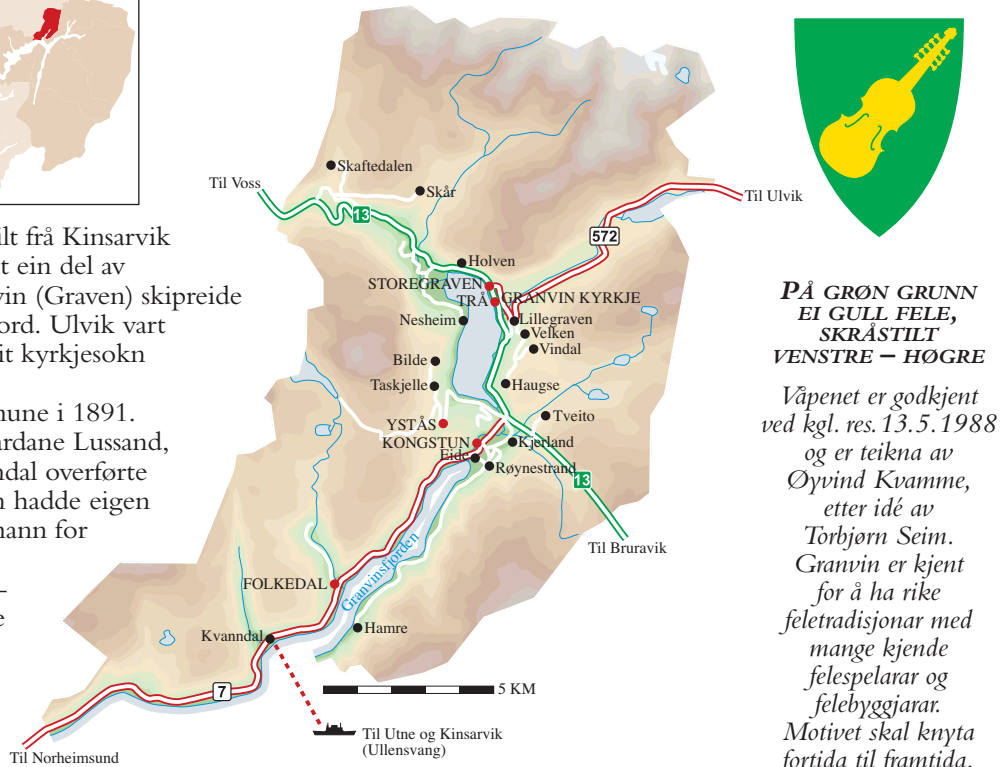 ilt frå Kinsarvik
t ein del av
vin (Graven) skipreide
ord. Ulvik vart
it kyrkjesokn
mune i 1891.
ardane Lussand,
ndal overførte
n hadde eigen
mann for
–
e
Til Voss
Skaftedalen
Skår
13
Til Ulvik
572
Holven
STOREGRAVEN
TRÅ
GRANVIN KYRKJE
Nesheim
Lillegraven
Velken
Vindal
Bilde
Taskjelle
Haugse
YSTÅS
Tveito
KONGSTUN
Kjerland
Eide
Røynestrand
13
Til Bruravik
Granvinsfjorden
FOLKEDAL
Kvanndal
Hamre
7
5 KM
Til Utne og Kinsarvik
(Ullensvang)
Til Norheimsund
PÅ GRØN GRUNN
EI GULL FELE,
SKRÅSTILT
VENSTRE – HØGRE
Våpenet er godkjent
ved kgl. res. 13.5.1988
og er teikna av
Øyvind Kvamme,
etter idé av
Torbjørn Seim.
Granvin er kjent
for å ha rike
feletradisjonar med
mange kjende
felespelarar og
felebyggjarar.
Motivet skal knyta
fortida til framtida.